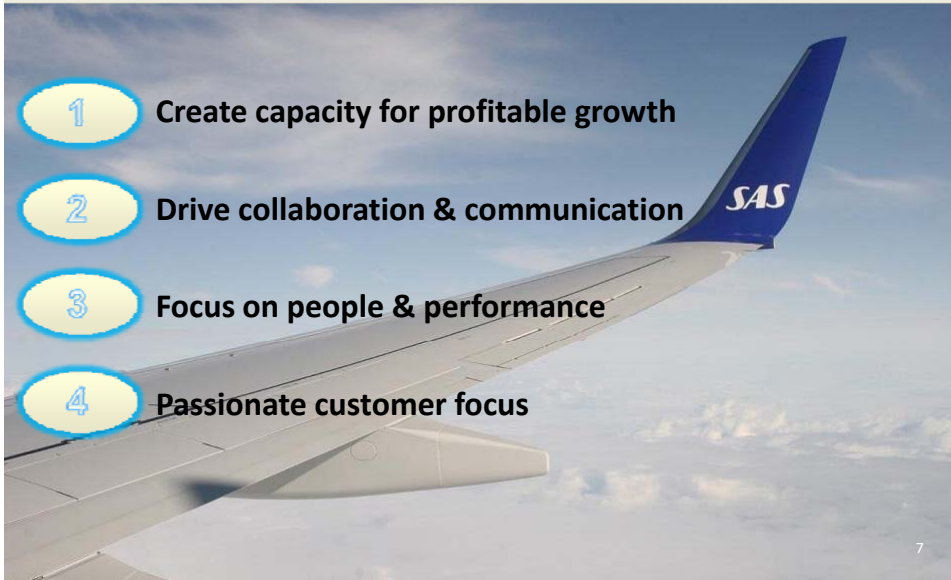 1 Create capacity for profitable growth
2 Drive collaboration & communication
SAS
3 Focus on people & performance
4 Passionate customer focus
7